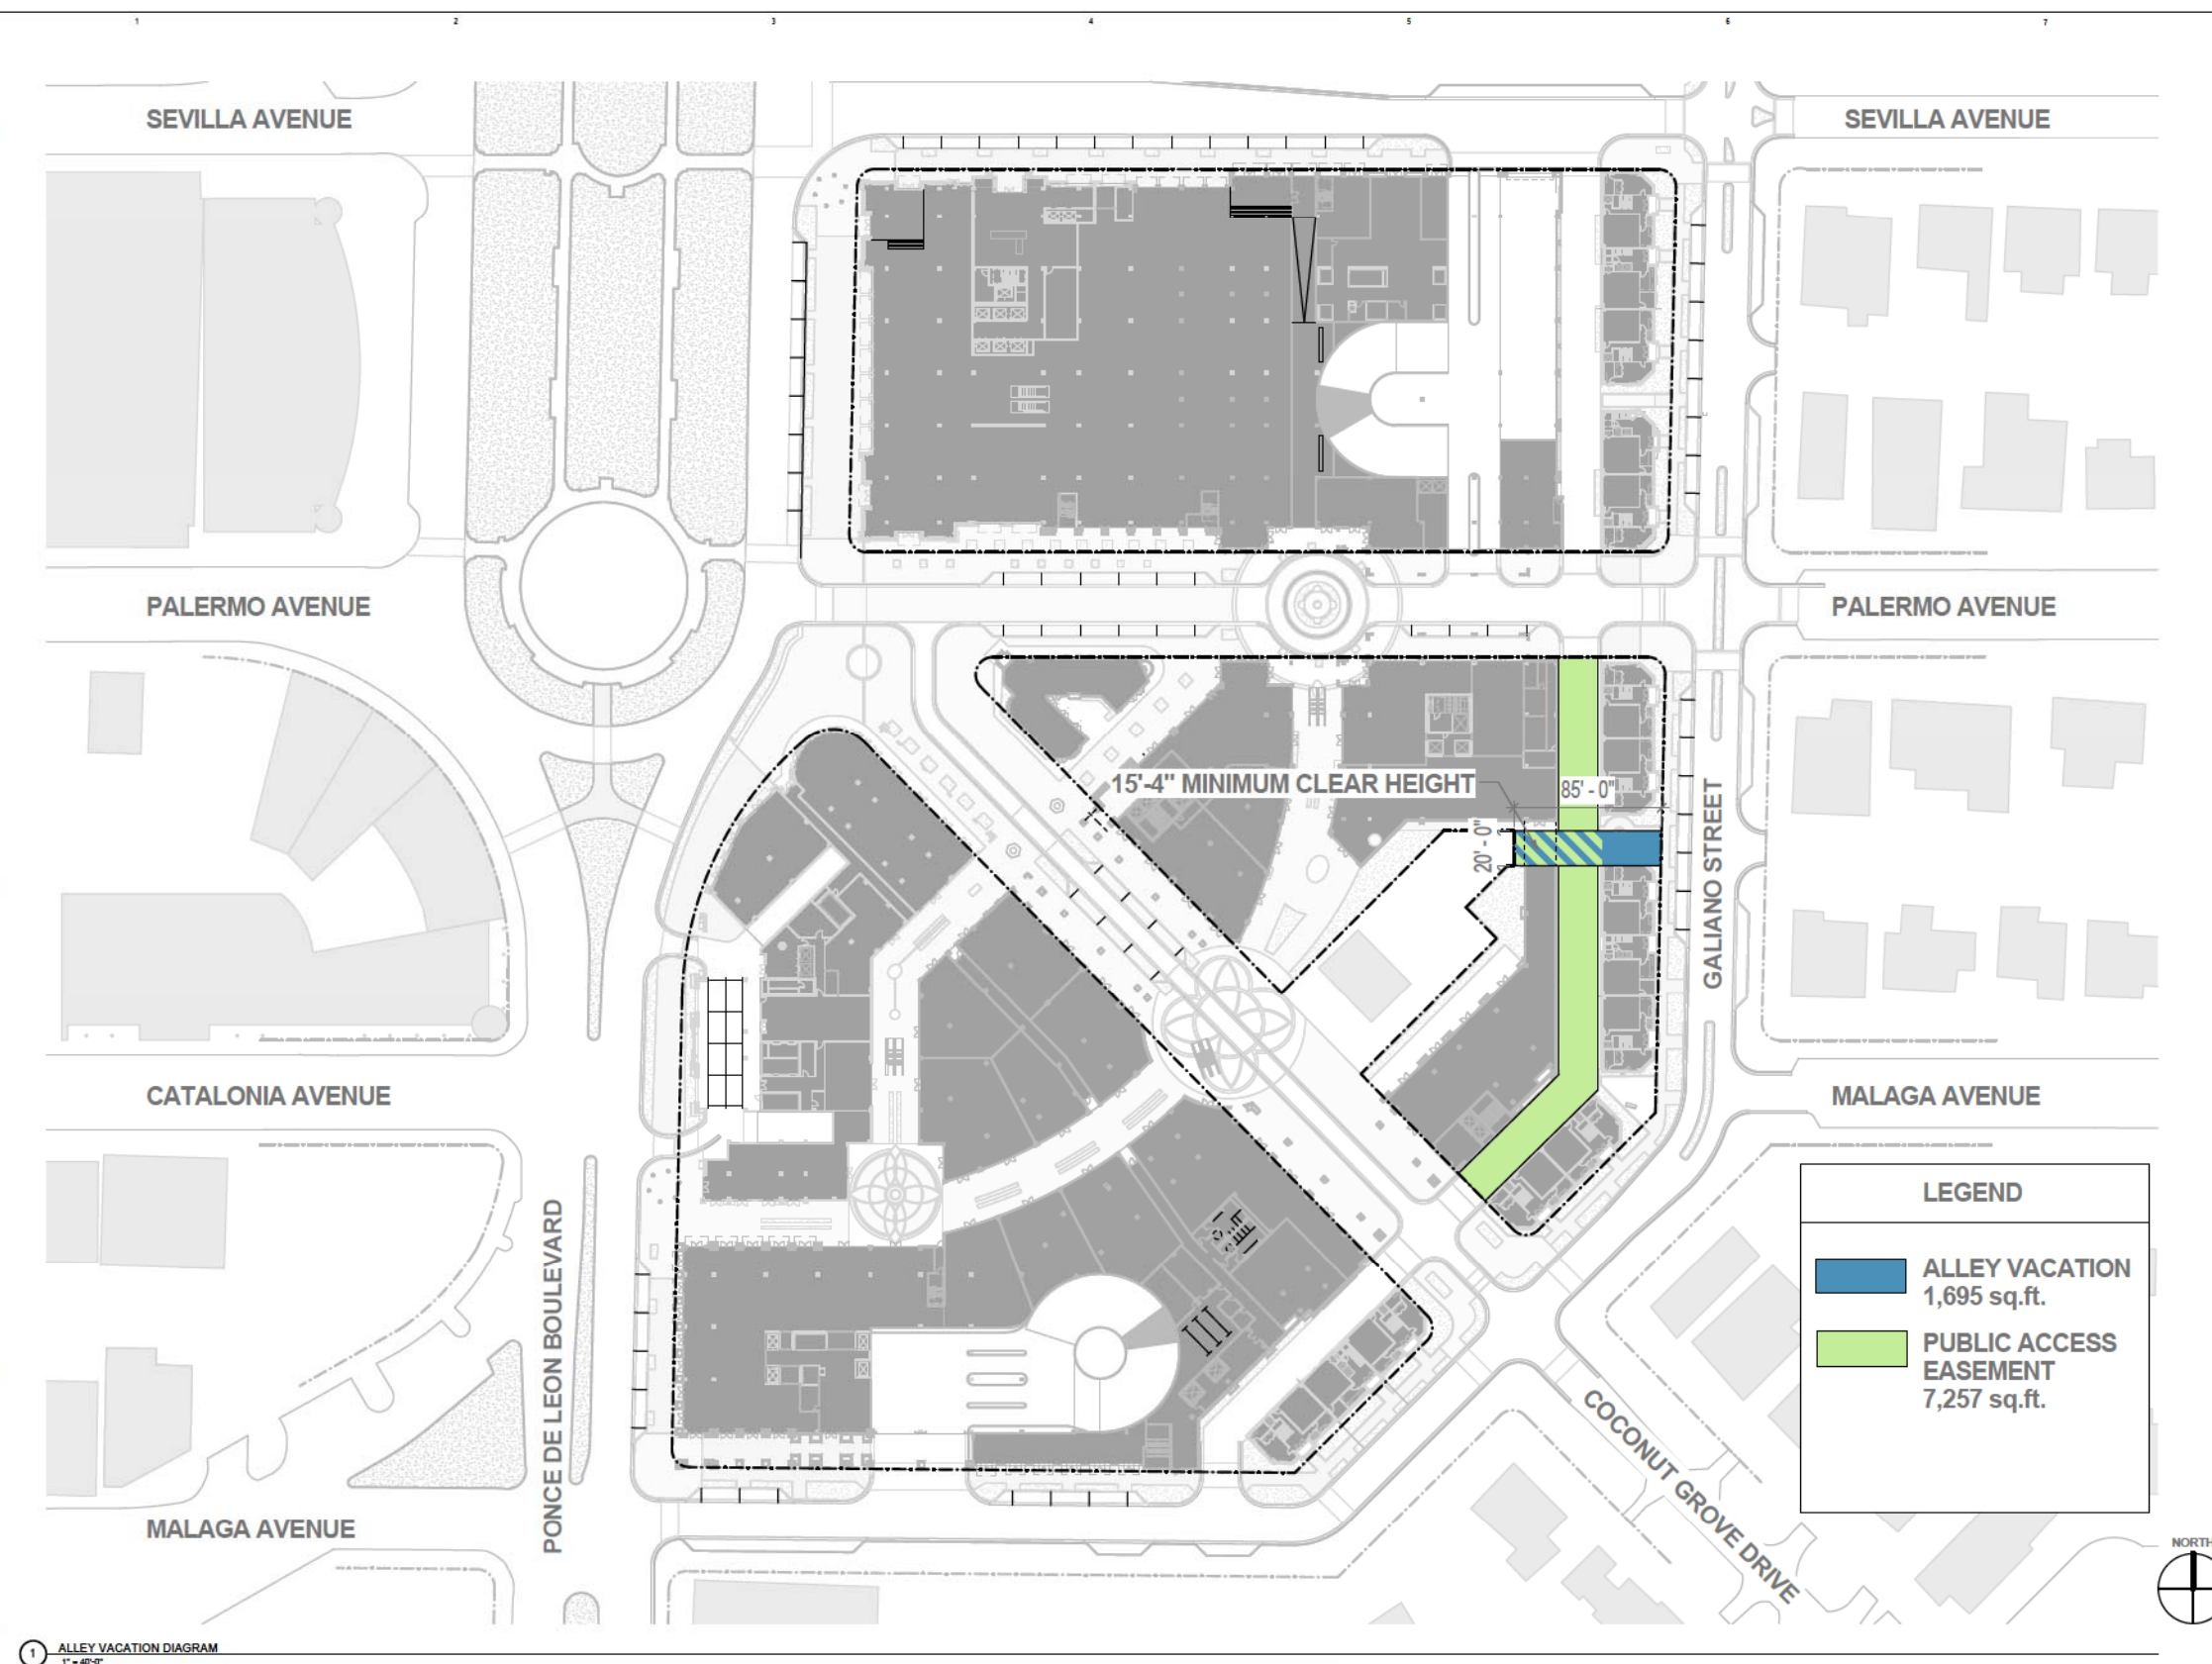 1 2 3 4 5 6 7
SEVILLA AVENUE
SEVILLA AVENUE
PALERMO AVENUE
PALERMO AVENUE
15'-4" MINIMUM CLEAR HEIGHT
85' - 0"
20' - 0"
GALIANO STREET
CATALONIA AVENUE
MALAGA AVENUE
PONCE DE LEON BOULEVARD
LEGEND
ALLEY VACATION
1,695 sq.ft.
PUBLIC ACCESS
EASEMENT
7,257 sq.ft.
COCONUT GROVE DRIVE
MALAGA AVENUE
NORTH
1
ALLEY VACATION DIAGRAM
1" = 40'-0"